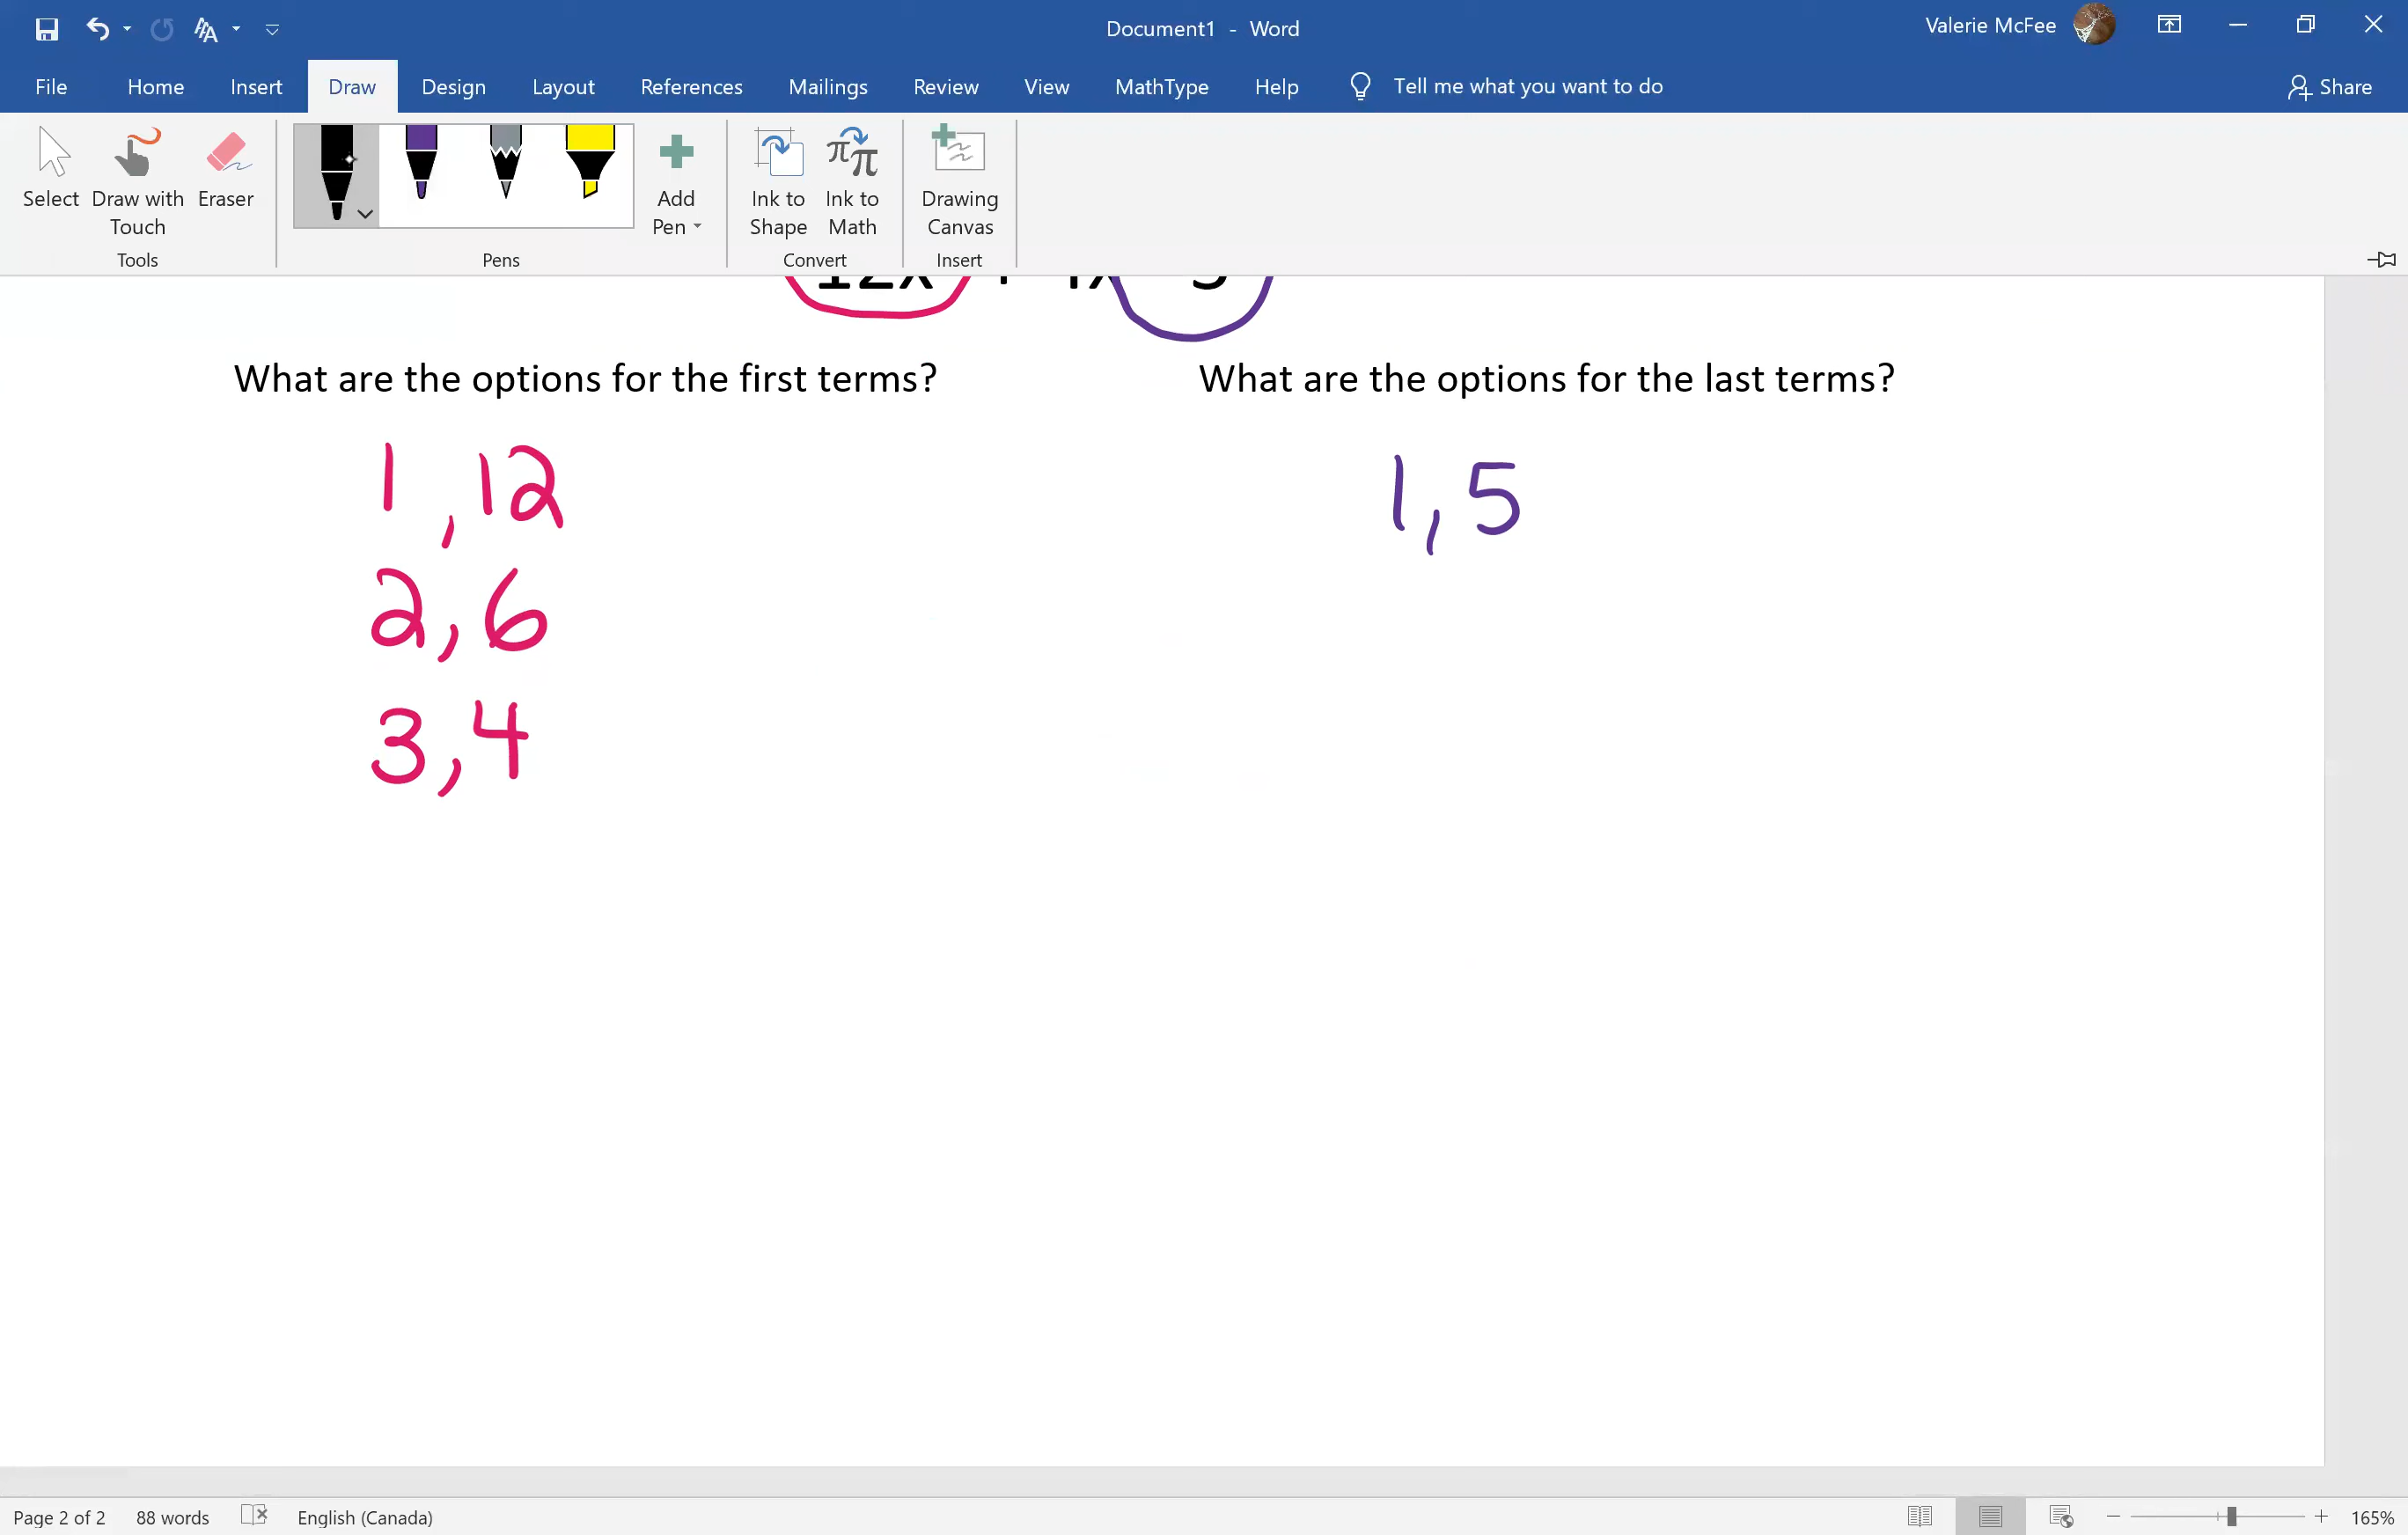 Document1 - Word
Valerie McFee
File Home Insert Draw Design Layout References Mailings Review View MathType Help Tell me what you want to do Share
Select
Draw with Touch
Eraser
Add Pen
Ink to Shape
Ink to Math
Drawing Canvas
Tools
Pens
Convert
Insert
What are the options for the first terms?
1, 12
2, 6
3, 4
What are the options for the last terms?
1, 5
Page 2 of 2 88 words English (Canada) 165%